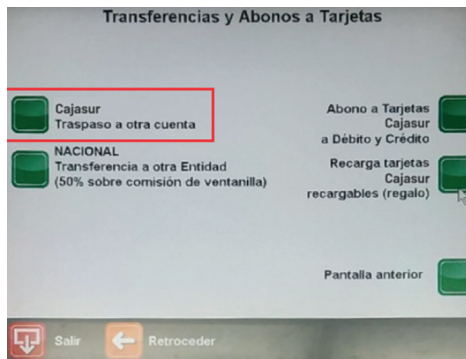 Transferencias y Abonos a Tarjetas
Cajasur
Traspaso a otra cuenta
NACIONAL
Transferencia a otra Entidad
(50% sobre comisión de ventanilla)
Abono a Tarjetas
Cajasur
a Débito y Crédito
Recarga tarjetas
Cajasur
recargables (regalo)
Pantalla anterior
Salir
Retroceder